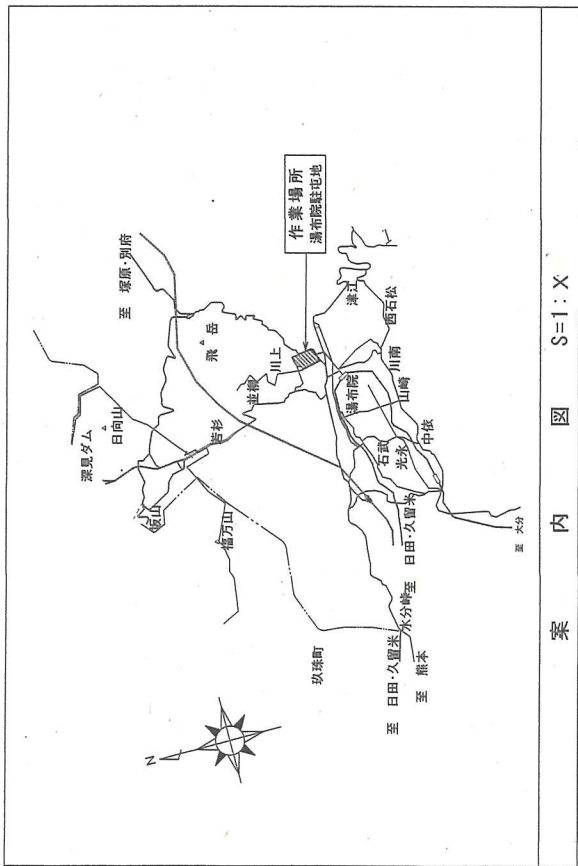 至 塚原・別府
深見ダム
日向山
飛 岳
若杉
並柳
川上
福万山
作 業 場 所
湯布院駐屯地
津江
西石松
川南
湯布院
山崎
石武
光永
中依
至 日田・久留米
水分峠
玖珠町
至 日田・久留米
至 熊本
至 大分
N
案 内 図 S=1:X